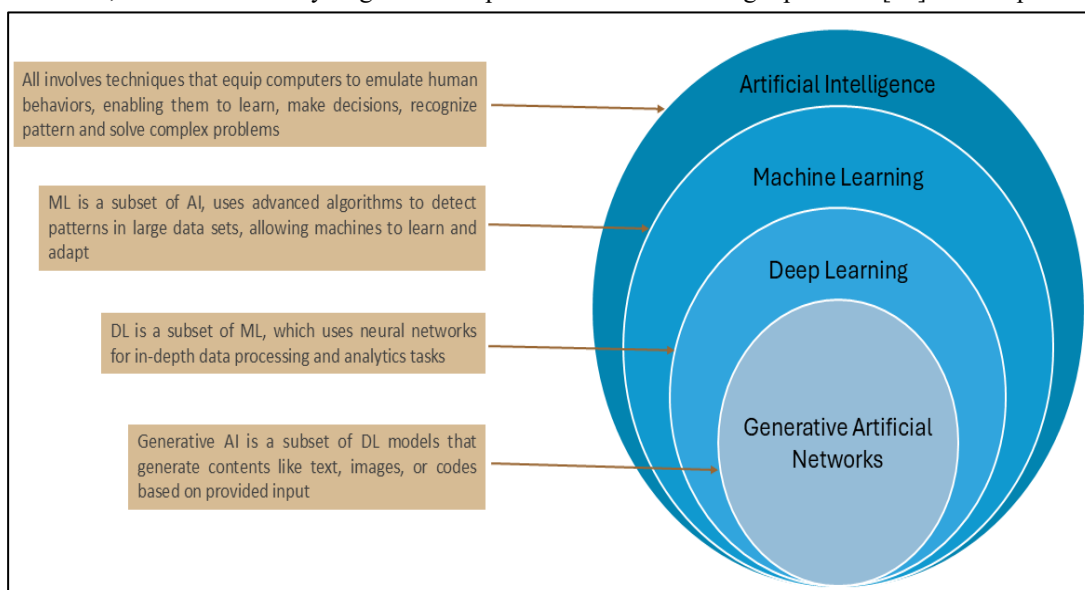 All involves techniques that equip computers to emulate human
behaviors, enabling them to learn, make decisions, recognize
pattern and solve complex problems
Artificial Intelligence
ML is a subset of AI, uses advanced algorithms to detect
patterns in large data sets, allowing machines to learn and
adapt
Machine Learning
Deep Learning
DL is a subset of ML, which uses neural networks
for in-depth data processing and analytics tasks
Generative AI is a subset of DL models that
generate contents like text, images, or codes
based on provided input
Generative Artificial
Networks